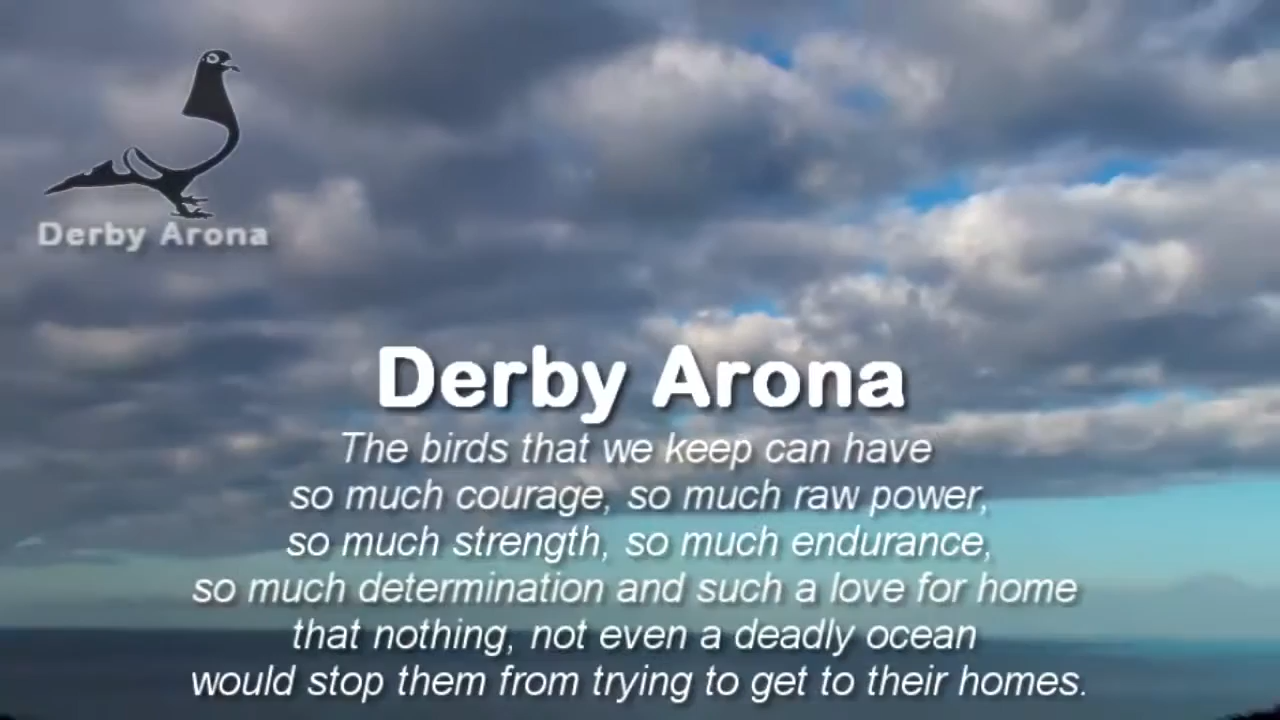 Derby Arona
Derby Arona
The birds that we keep can have
so much courage, so much raw power,
so much strength, so much endurance,
so much determination and such a love for home
that nothing, not even a deadly ocean
would stop them from trying to get to their homes.